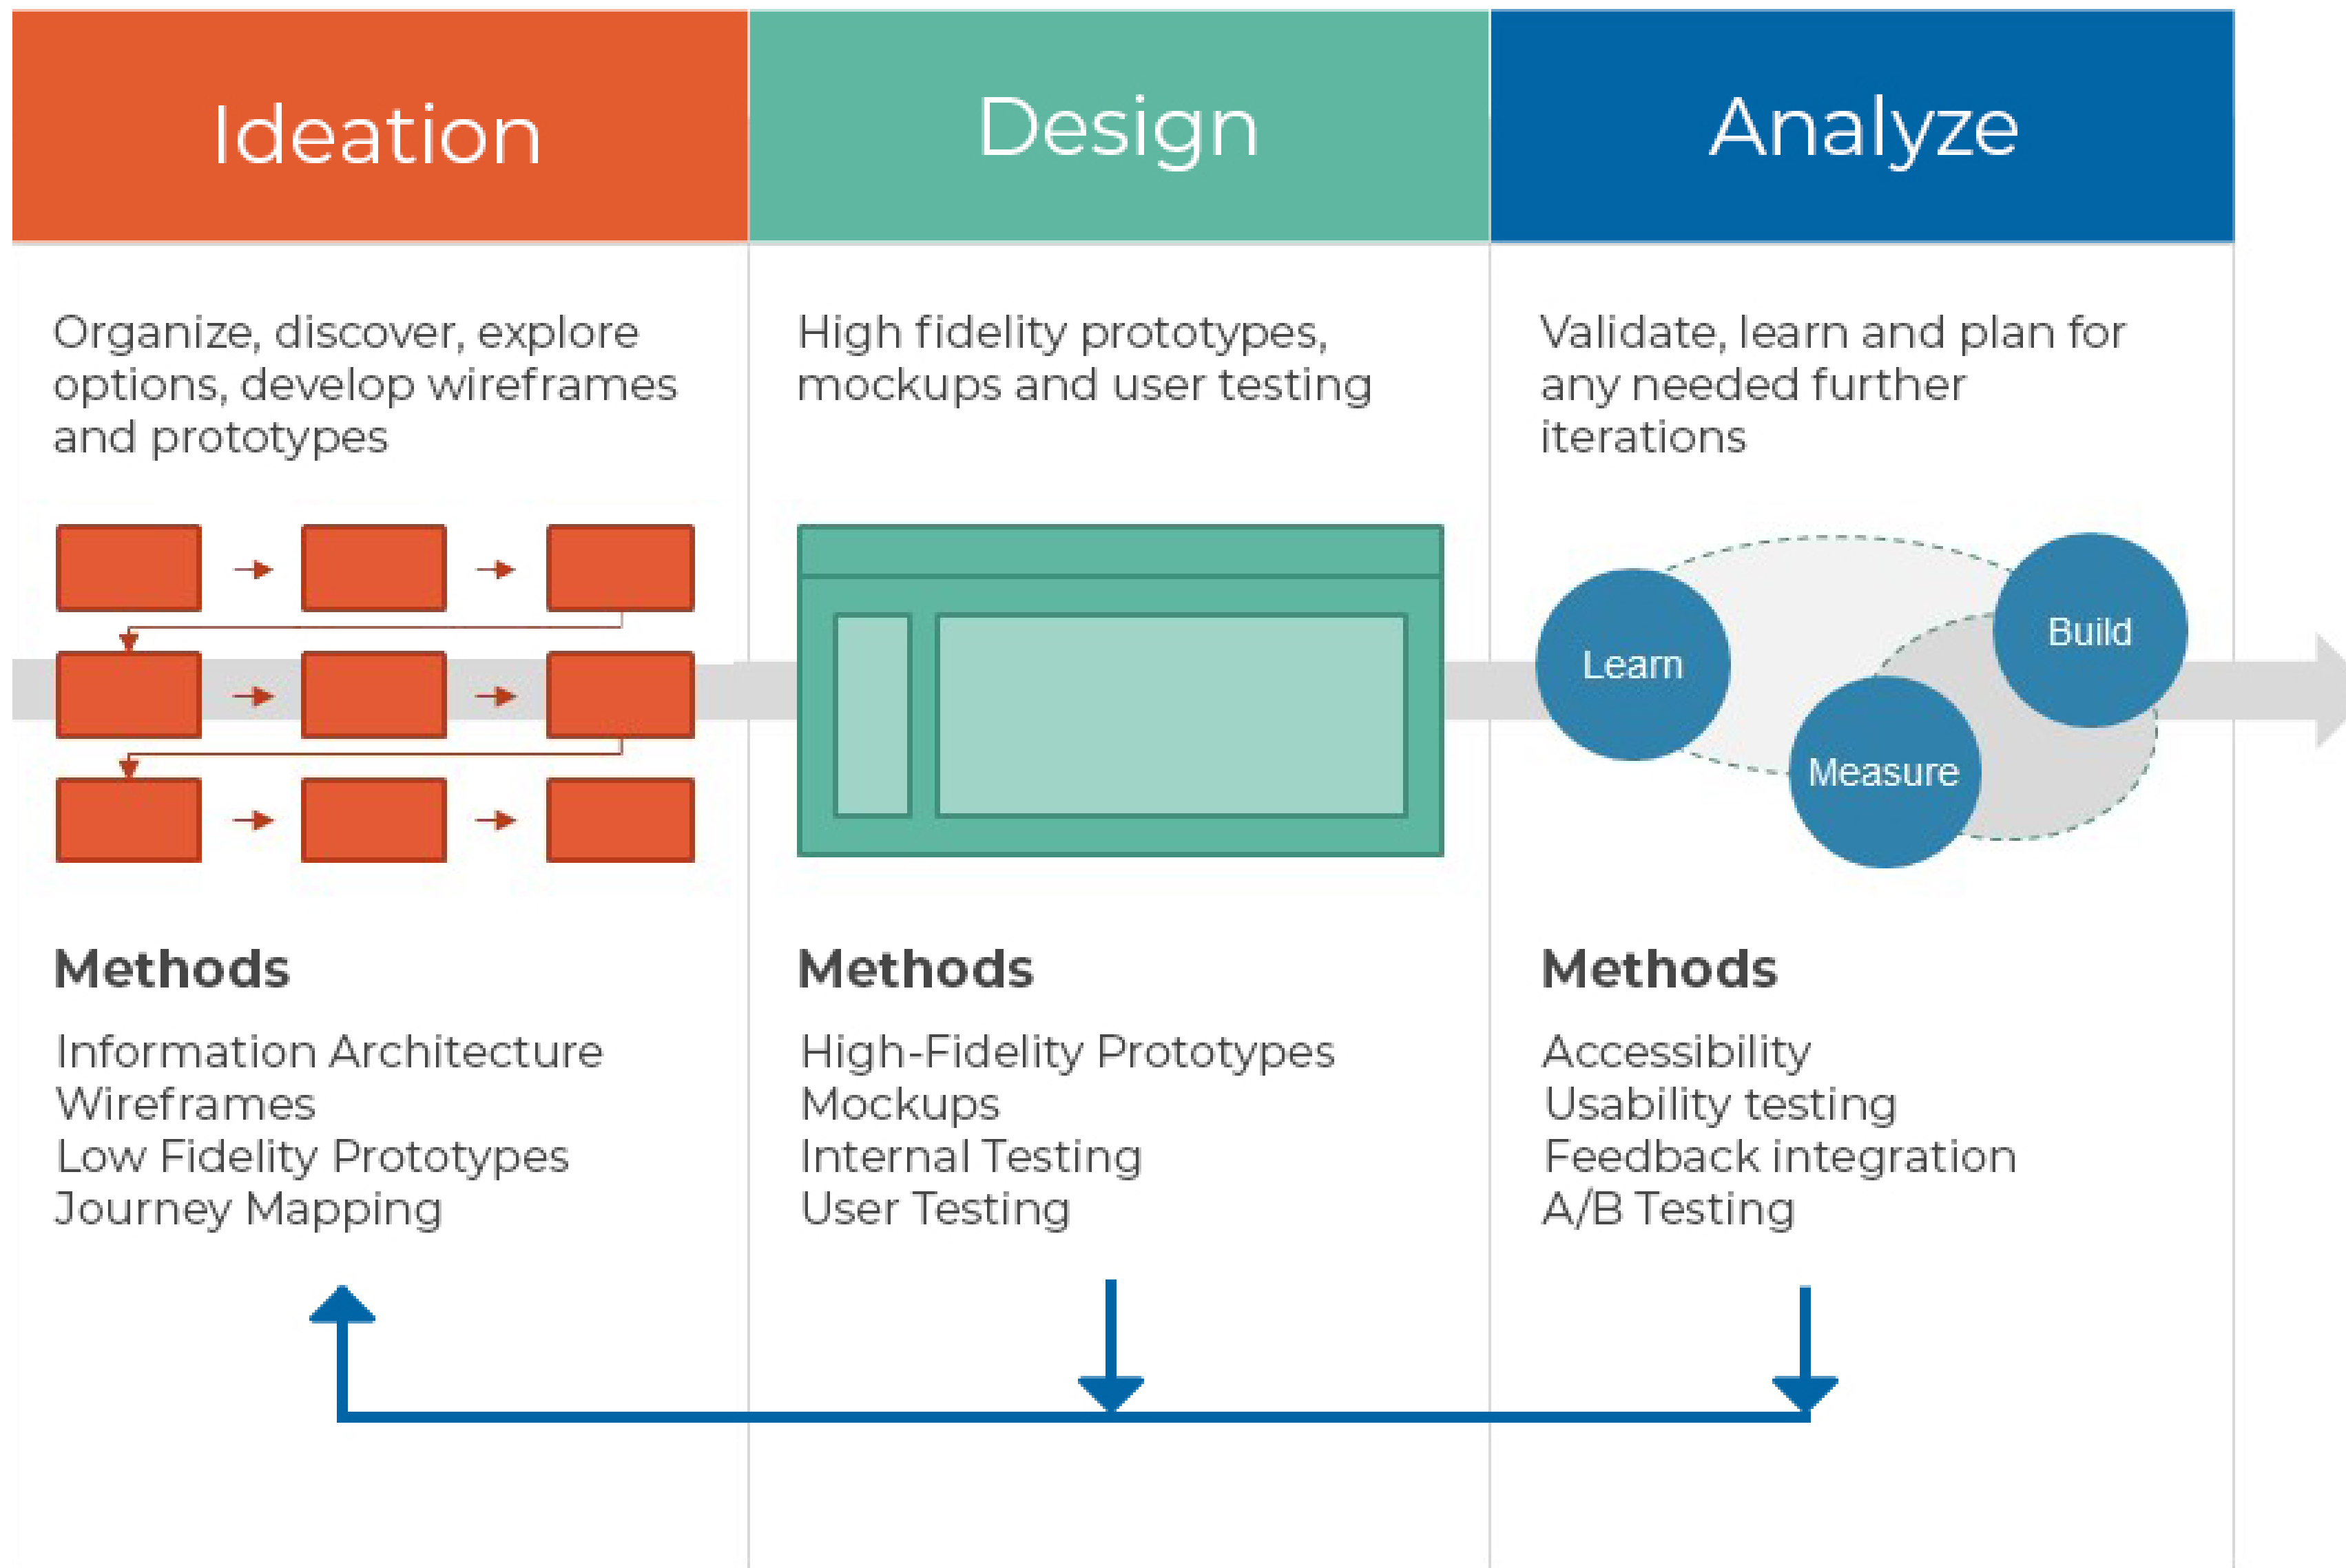 Ideation
Design
Analyze
Organize, discover, explore
options, develop wireframes
and prototypes
High fidelity prototypes,
mockups and user testing
Validate, learn and plan for
any needed further
iterations
Learn
Build
Measure
Methods
Information Architecture
Wireframes
Low Fidelity Prototypes
Journey Mapping
Methods
High-Fidelity Prototypes
Mockups
Internal Testing
User Testing
Methods
Accessibility
Usability testing
Feedback integration
A/B Testing